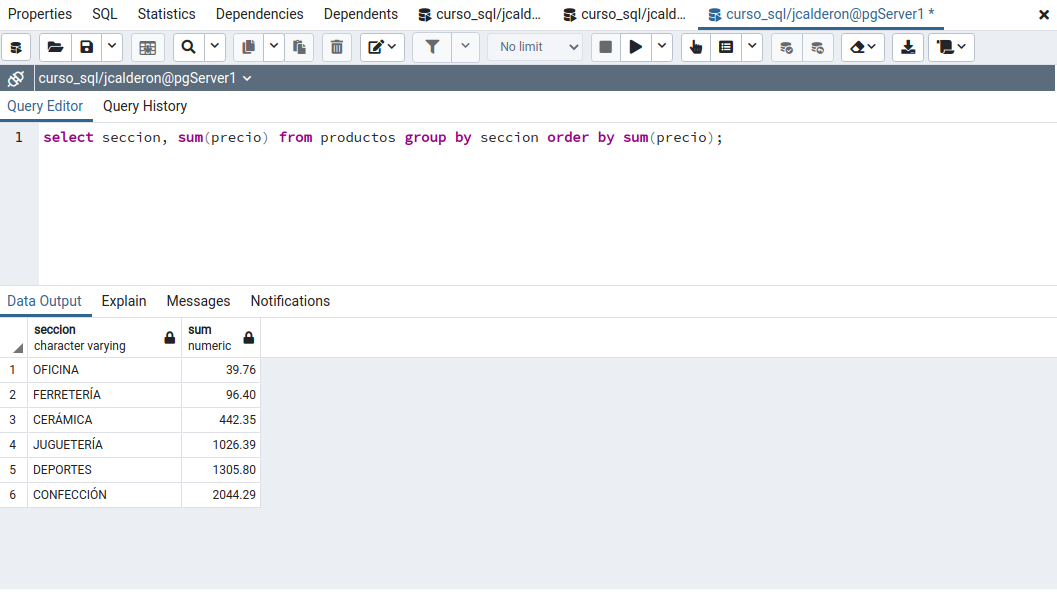 Properties SQL Statistics Dependencies Dependents curso_sql/jcald... curso_sql/jcald... curso_sql/jcalderon@pgServer1 *
No limit
curso_sql/jcalderon@pgServer1
Query Editor Query History
1 select seccion, sum(precio) from productos group by seccion order by sum(precio);
Data Output Explain Messages Notifications
seccion sum
character varying numeric
1 OFICINA 39.76
2 FERRETERÍA 96.40
3 CERÁMICA 442.35
4 JUGUETERÍA 1026.39
5 DEPORTES 1305.80
6 CONFECCIÓN 2044.29